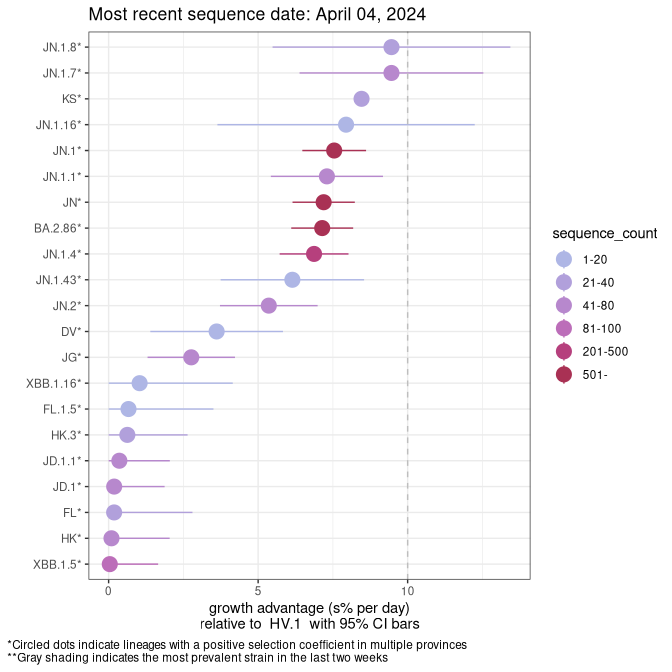 Most recent sequence date: April 04, 2024
JN.1.8*
JN.1.7*
KS*
JN.1.16*
JN.1*
JN.1.1*
JN*
BA.2.86*
JN.1.4*
JN.1.43*
JN.2*
DV*
JG*
XBB.1.16*
FL.1.5*
HK.3*
JD.1.1*
JD.1*
FL*
HK*
XBB.1.5*
0 5 10
growth advantage (s% per day)
relative to HV.1 with 95% CI bars
sequence_count
1-20
21-40
41-80
81-100
201-500
501-
*Circled dots indicate lineages with a positive selection coefficient in multiple provinces
**Gray shading indicates the most prevalent strain in the last two weeks